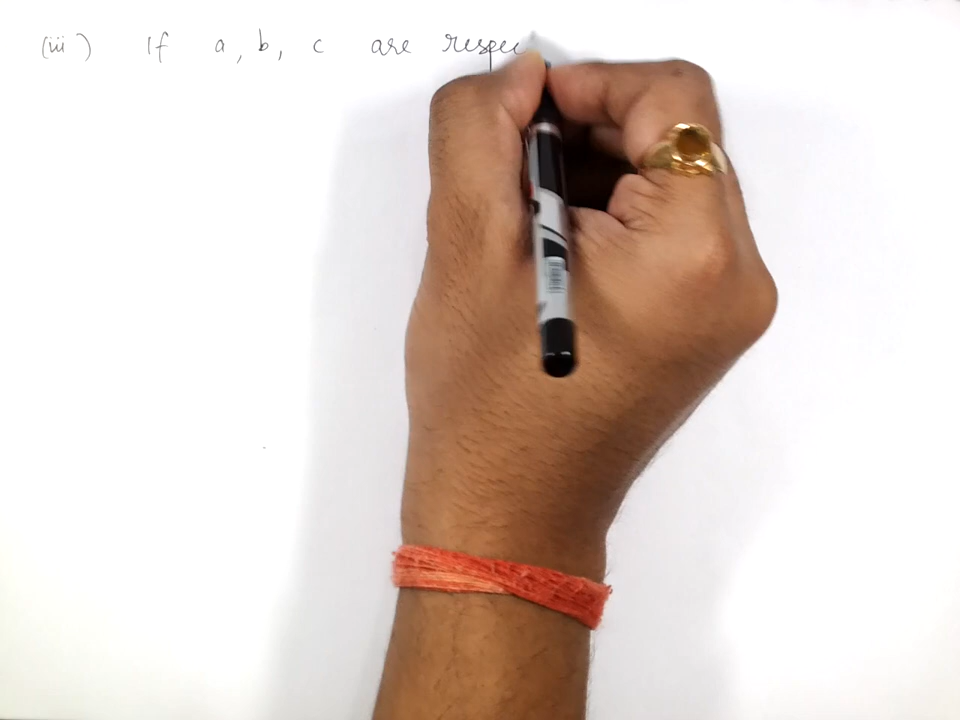 (iii) If a, b, c are respec